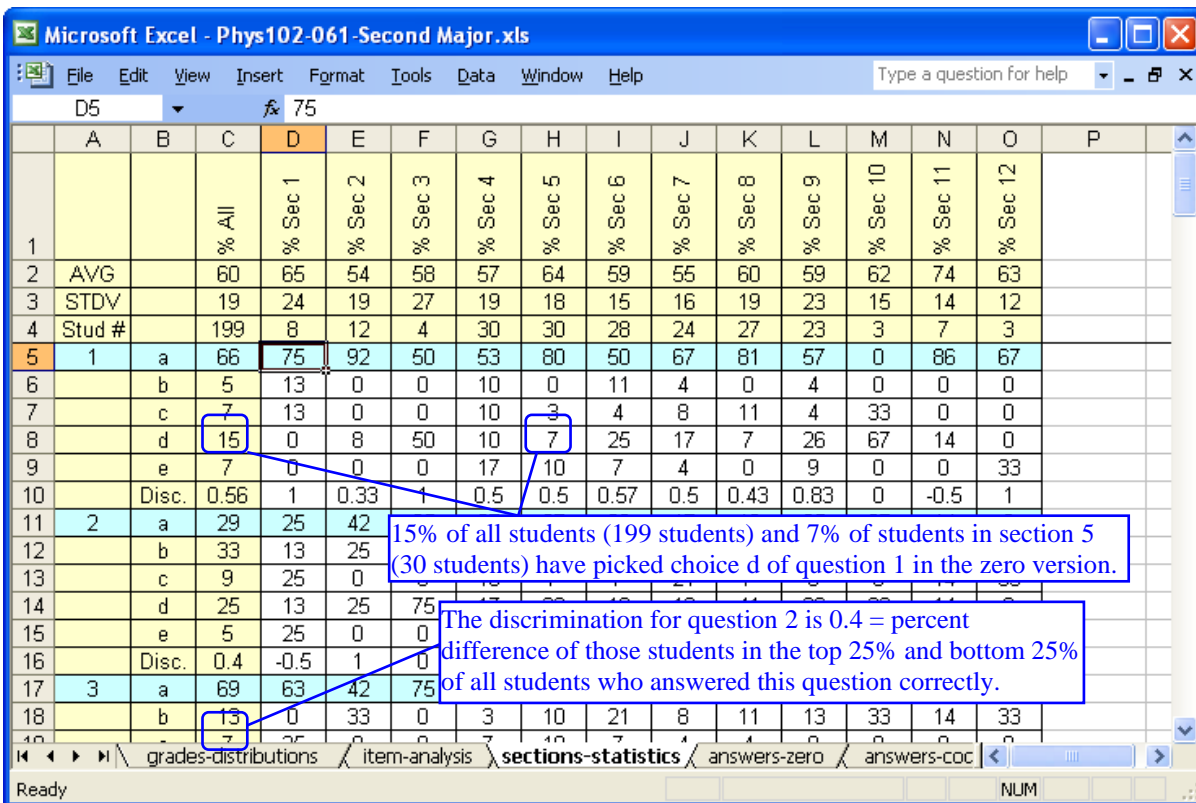 Microsoft Excel - Phys102-061-Second Major.xls
File Edit View Insert Format Tools Data Window Help Type a question for help
D5 fx 75
A B C D E F G H I J K L M N O P
1 % All % Sec 1 % Sec 2 % Sec 3 % Sec 4 % Sec 5 % Sec 6 % Sec 7 % Sec 8 % Sec 9 % Sec 10 % Sec 11 % Sec 12
2 AVG 60 65 54 58 57 64 59 55 60 59 62 74 63
3 STDV 19 24 19 27 19 18 15 16 19 23 15 14 12
4 Stud # 199 8 12 4 30 30 28 24 27 23 3 7 3
5 1 a 66 75 92 50 53 80 50 67 81 57 0 86 67
6 b 5 13 0 0 10 0 11 4 0 4 0 0 0
7 c 7 13 0 0 10 3 4 8 11 4 33 0 0
8 d 15 0 8 50 10 7 25 17 7 26 67 14 0
9 e 7 0 0 0 17 10 7 4 0 9 0 0 33
10 Disc. 0.56 1 0.33 1 0.5 0.5 0.57 0.5 0.43 0.83 0 -0.5 1
11 2 a 29 25 42
15% of all students (199 students) and 7% of students in section 5
12 b 33 13 25
(30 students) have picked choice d of question 1 in the zero version.
13 c 9 25 0
14 d 25 13 25 75
The discrimination for question 2 is 0.4 = percent
15 e 5 25 0 0
difference of those students in the top 25% and bottom 25%
16 Disc. 0.4 -0.5 1 0
of all students who answered this question correctly.
17 3 a 69 63 42 75
18 b 13 0 33 0 3 10 21 8 11 13 33 14 33
grades-distributions item-analysis sections-statistics answers-zero answers-coc
Ready NUM